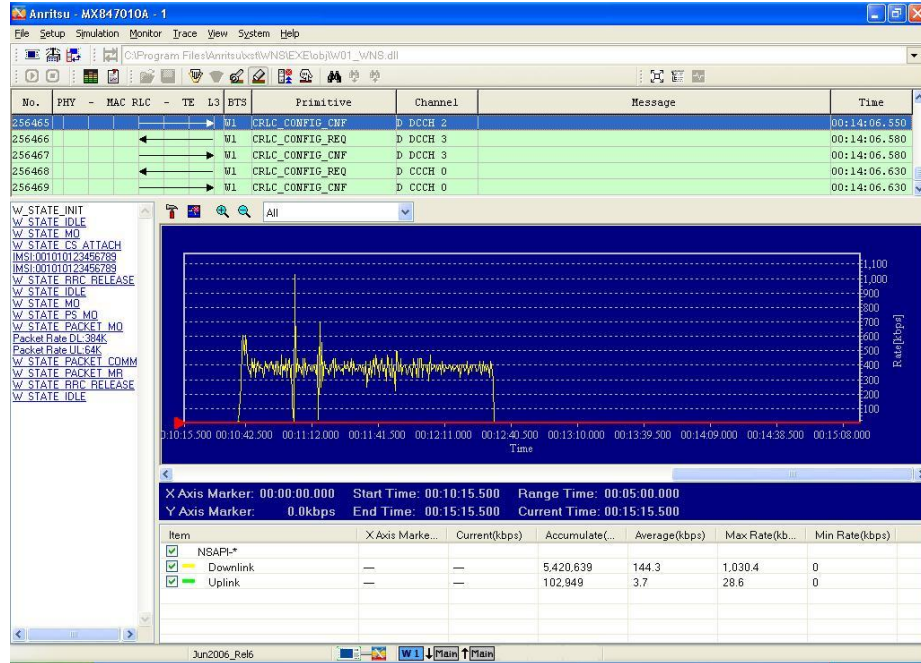 Anritsu - MX847010A - 1
File Setup Simulation Monitor Trace View System Help
C:\Program Files\Anritsu\xstl\WNS\EXE\obj\W01_WNS.dll
No. PHY - MAC RLC - TE L3 BTS Primitive Channel Message Time
256465 W1 CRLC_CONFIG_CNF D DCCH 2 00:14:06.550
256466 W1 CRLC_CONFIG_REQ D DCCH 3 00:14:06.580
256467 W1 CRLC_CONFIG_CNF D DCCH 3 00:14:06.580
256468 W1 CRLC_CONFIG_REQ D CCCH 0 00:14:06.630
256469 W1 CRLC_CONFIG_CNF D CCCH 0 00:14:06.630
W_STATE_INIT
W_STATE_IDLE
W_STATE_MO
W_STATE_CS_ATTACH
IMSI:001010123456789
IMSI:001010123456789
W_STATE_RRC_RELEASE
W_STATE_IDLE
W_STATE_MO
W_STATE_PS_MO
W_STATE_PACKET_MO
Packet Rate DL:384K
Packet Rate UL:64K
W_STATE_PACKET_COMM
W_STATE_PACKET_MR
W_STATE_RRC_RELEASE
W_STATE_IDLE
All
1,100
1,000
900
800
700
600
500
400
300
200
100
Rate[kbps]
0:10:15.500 00:10:42.500 00:11:12.000 00:11:41.500 00:12:11.000 00:12:40.500 00:13:10.000 00:13:39.500 00:14:09.000 00:14:38.500 00:15:08.000
Time
X Axis Marker: 00:00:00.000 Start Time: 00:10:15.500 Range Time: 00:05:00.000
Y Axis Marker: 0.0kbps End Time: 00:15:15.500 Current Time: 00:15:15.500
Item X Axis Marke... Current(kbps) Accumulate(... Average(kbps) Max Rate(kb... Min Rate(kbps)
NSAPI-*
Downlink — — 5,420,639 144.3 1,030.4 0
Uplink — — 102,949 3.7 28.6 0
Jun2006_Rel6 W 1 Main Main